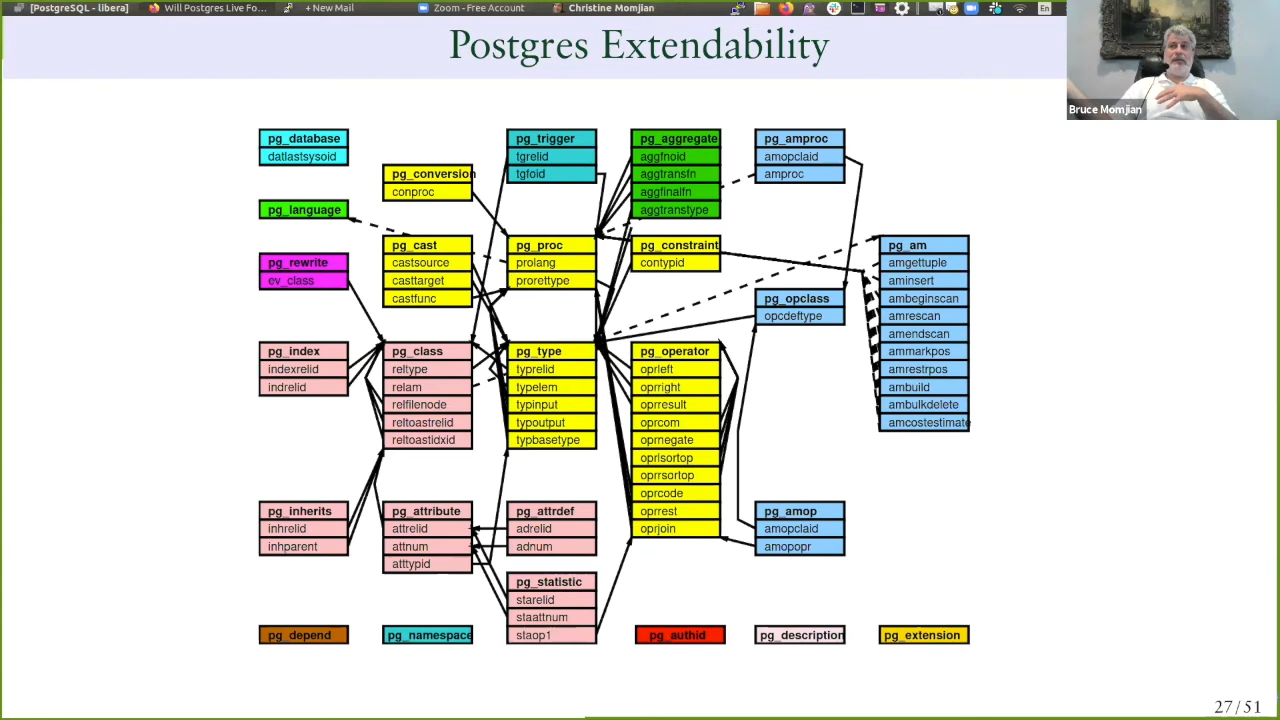 [PostgreSQL - libera]
Will Postgres Live Fo...
+ New Mail
Zoom - Free Account
Christine Momjian
En
Postgres Extendability
Bruce Momjian
pg_database
datlastsysoid
pg_trigger
tgrelid
tgfoid
pg_aggregate
aggfnoid
aggtransfn
aggfinalfn
aggtranstype
pg_amproc
amopclaid
amproc
pg_conversion
conproc
pg_language
pg_cast
castsource
casttarget
castfunc
pg_proc
prolang
prorettype
pg_constraint
contypid
pg_am
amgettuple
aminsert
ambeginscan
amrescan
amendscan
ammarkpos
amrestrpos
ambuild
ambulkdelete
amcostestimate
pg_rewrite
ev_class
pg_opclass
opcdeftype
pg_index
indexrelid
indrelid
pg_class
reltype
relam
relfilenode
reltoastrelid
reltoastidxid
pg_type
typrelid
typelem
typinput
typoutput
typbasetype
pg_operator
oprleft
oprright
oprresult
oprcom
oprnegate
oprlsortop
oprrsortop
oprcode
oprrest
oprjoin
pg_inherits
inhrelid
inhparent
pg_attribute
attrelid
attnum
atttypid
pg_attrdef
adrelid
adnum
pg_amop
amopclaid
amopopr
pg_statistic
starelid
staattnum
staop1
pg_depend
pg_namespace
pg_authid
pg_description
pg_extension
27/51